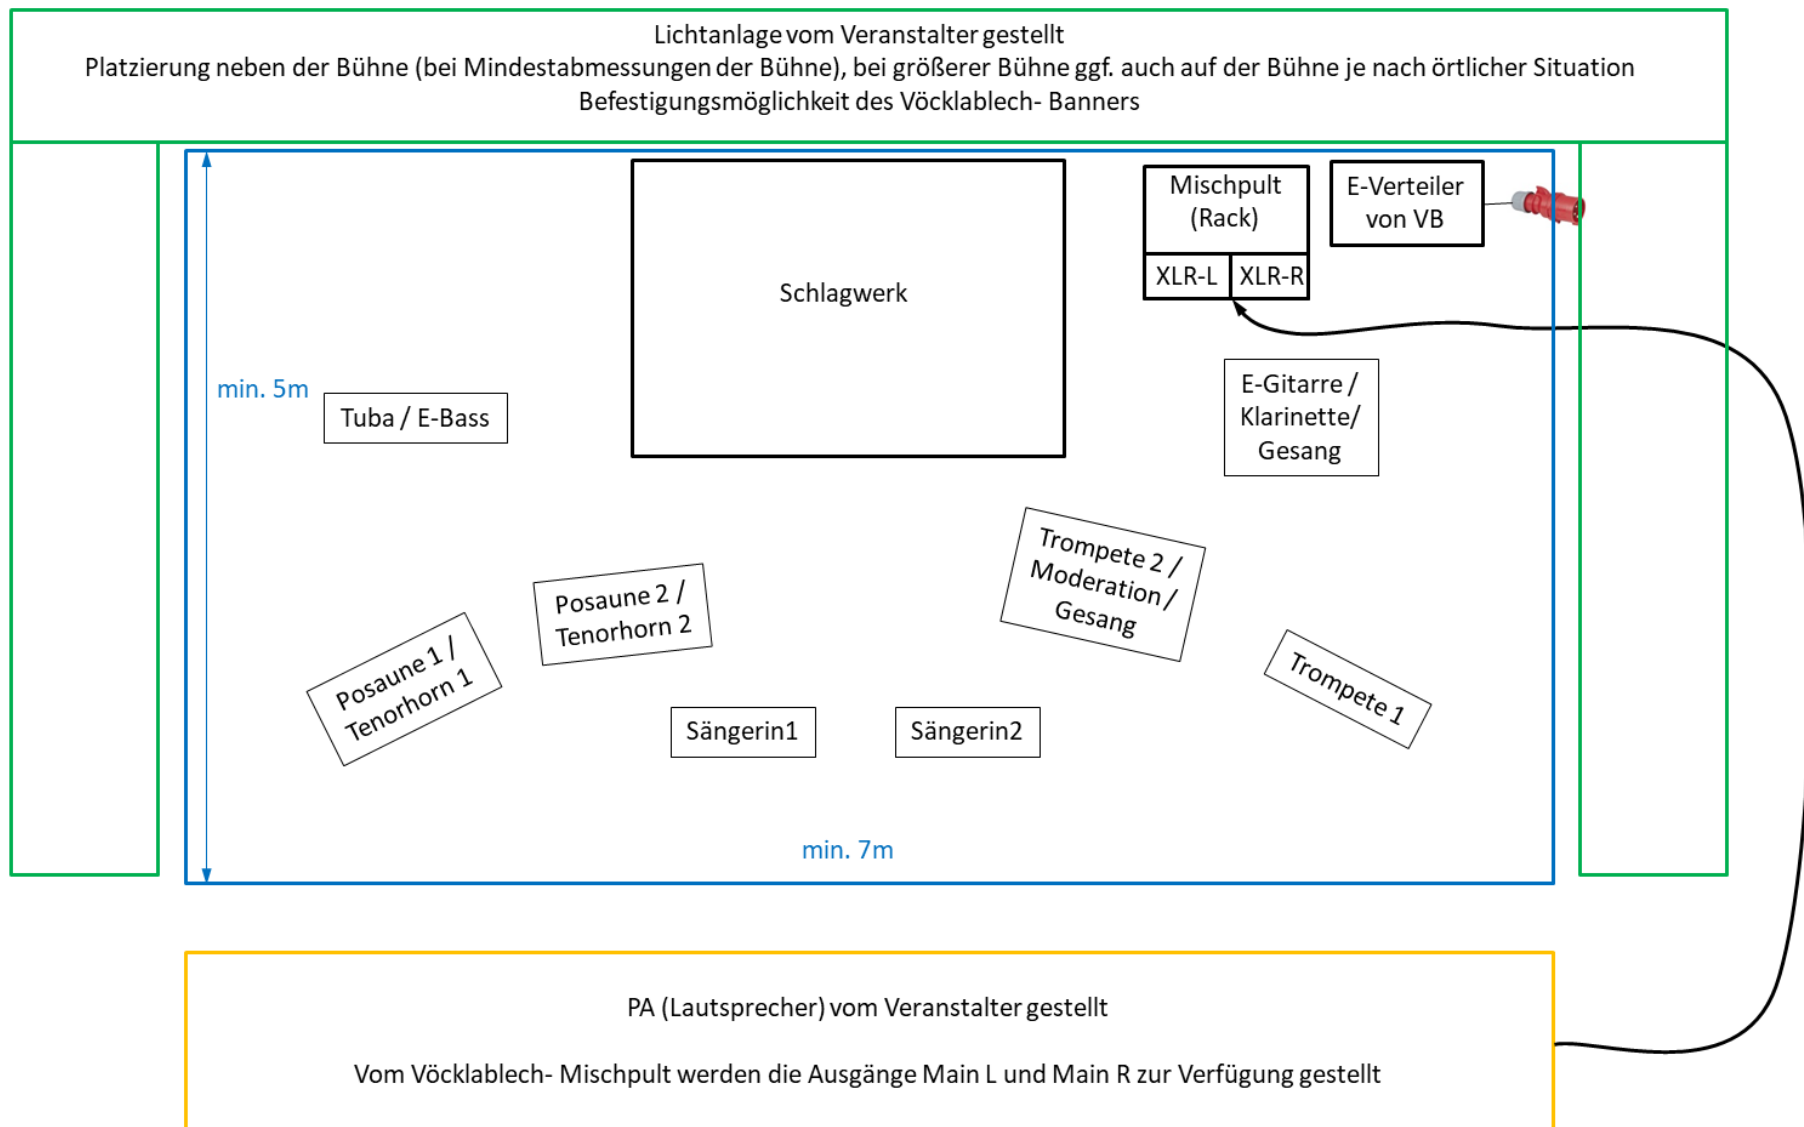 Lichtanlage vom Veranstalter gestellt
Platzierung neben der Bühne (bei Mindestabmessungen der Bühne), bei größerer Bühne ggf. auch auf der Bühne je nach örtlicher Situation
Befestigungsmöglichkeit des Vöcklablech- Banners
Mischpult
(Rack)
XLR-L
XLR-R
E-Verteiler
von VB
Schlagwerk
min. 5m
Tuba / E-Bass
E-Gitarre /
Klarinette/
Gesang
Trompete 2 /
Moderation /
Gesang
Posaune 2 /
Tenorhorn 2
Posaune 1 /
Tenorhorn 1
Trompete 1
Sängerin1
Sängerin2
min. 7m
PA (Lautsprecher) vom Veranstalter gestellt
Vom Vöcklablech- Mischpult werden die Ausgänge Main L und Main R zur Verfügung gestellt